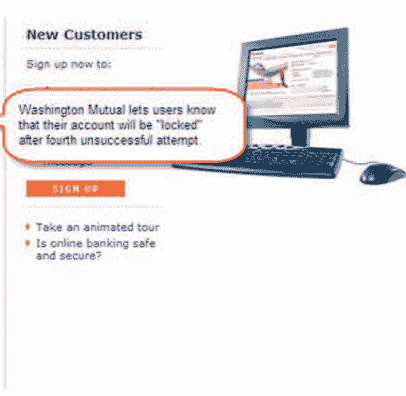 New Customers
Sign up now to:
Washington Mutual lets users know
that their account will be "locked"
after fourth unsuccessful attempt.
message
SIGN UP
Take an animated tour
Is online banking safe
and secure?